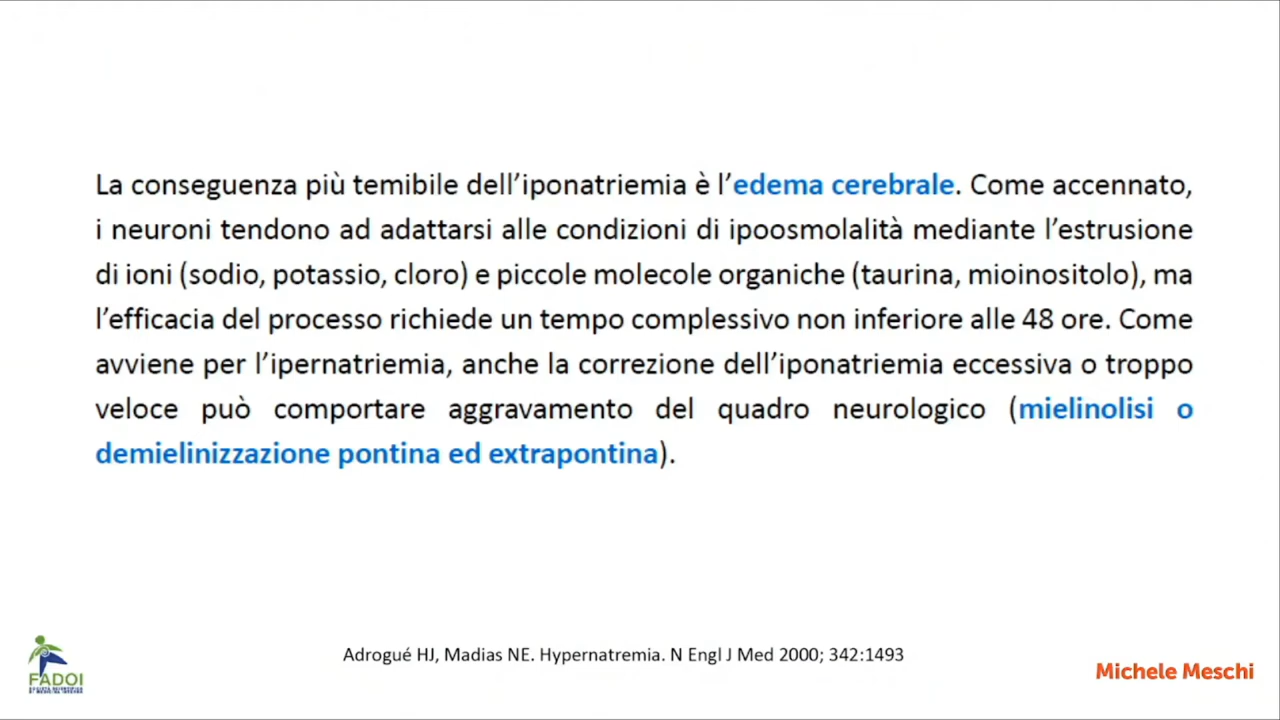 La conseguenza più temibile dell’iponatriemia è l’edema cerebrale. Come accennato,
i neuroni tendono ad adattarsi alle condizioni di ipoosmolalità mediante l’estrusione
di ioni (sodio, potassio, cloro) e piccole molecole organiche (taurina, mioinositolo), ma
l’efficacia del processo richiede un tempo complessivo non inferiore alle 48 ore. Come
avviene per l’ipernatriemia, anche la correzione dell’iponatriemia eccessiva o troppo
veloce può comportare aggravamento del quadro neurologico (mielinolisi o
demielinizzazione pontina ed extrapontina).
Adrogué HJ, Madias NE. Hypernatremia. N Engl J Med 2000; 342:1493
FADOI
Michele Meschi